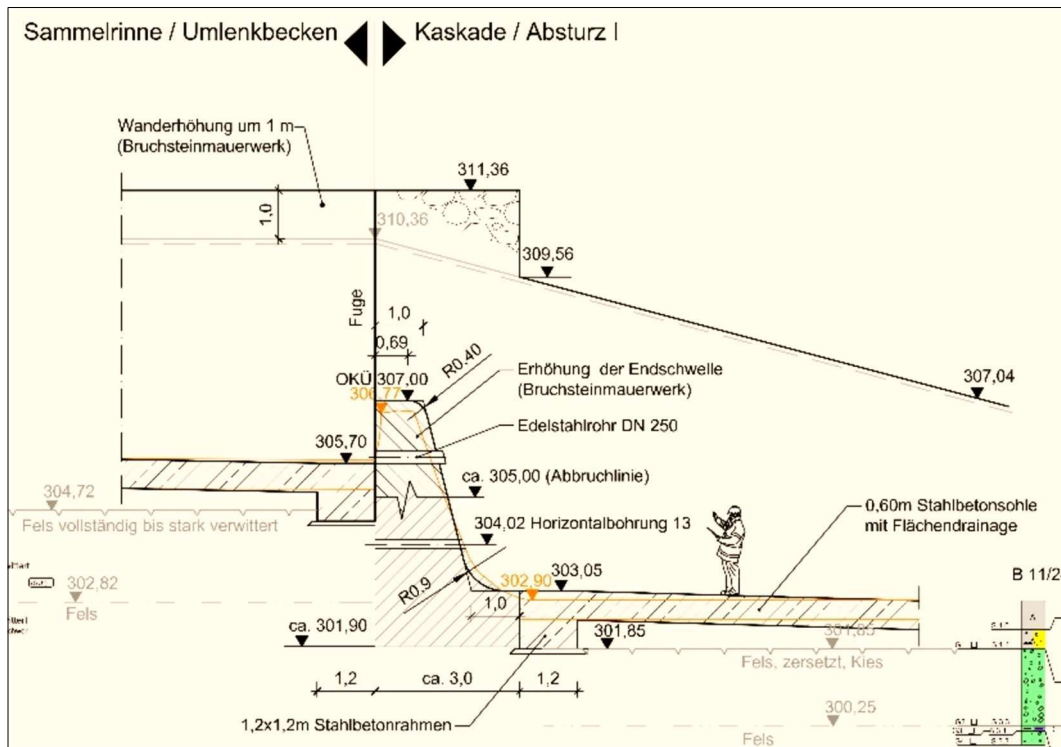 Sammelrinne / Umlenkbecken
Kaskade / Absturz I
Wanderhöhung um 1 m
(Bruchsteinmauerwerk)
311,36
1,0
310,36
309,56
Fuge
1,0
0,69
R0.40
OKÜ 307,00
306,77
Erhöhung der Endschwelle
(Bruchsteinmauerwerk)
307,04
Edelstahlrohr DN 250
305,70
ca. 305,00 (Abbruchlinie)
304,72
Fels vollständig bis stark verwittert
304,02 Horizontalbohrung 13
0,60m Stahlbetonsohle
mit Flächendrainage
302,82
Fels
R0.9
302,90
303,05
B 11/2
1,0
ca. 301,90
301,85
301,85
Fels, zersetzt, Kies
1,2
ca. 3,0
1,2
300,25
1,2x1,2m Stahlbetonrahmen
Fels
A